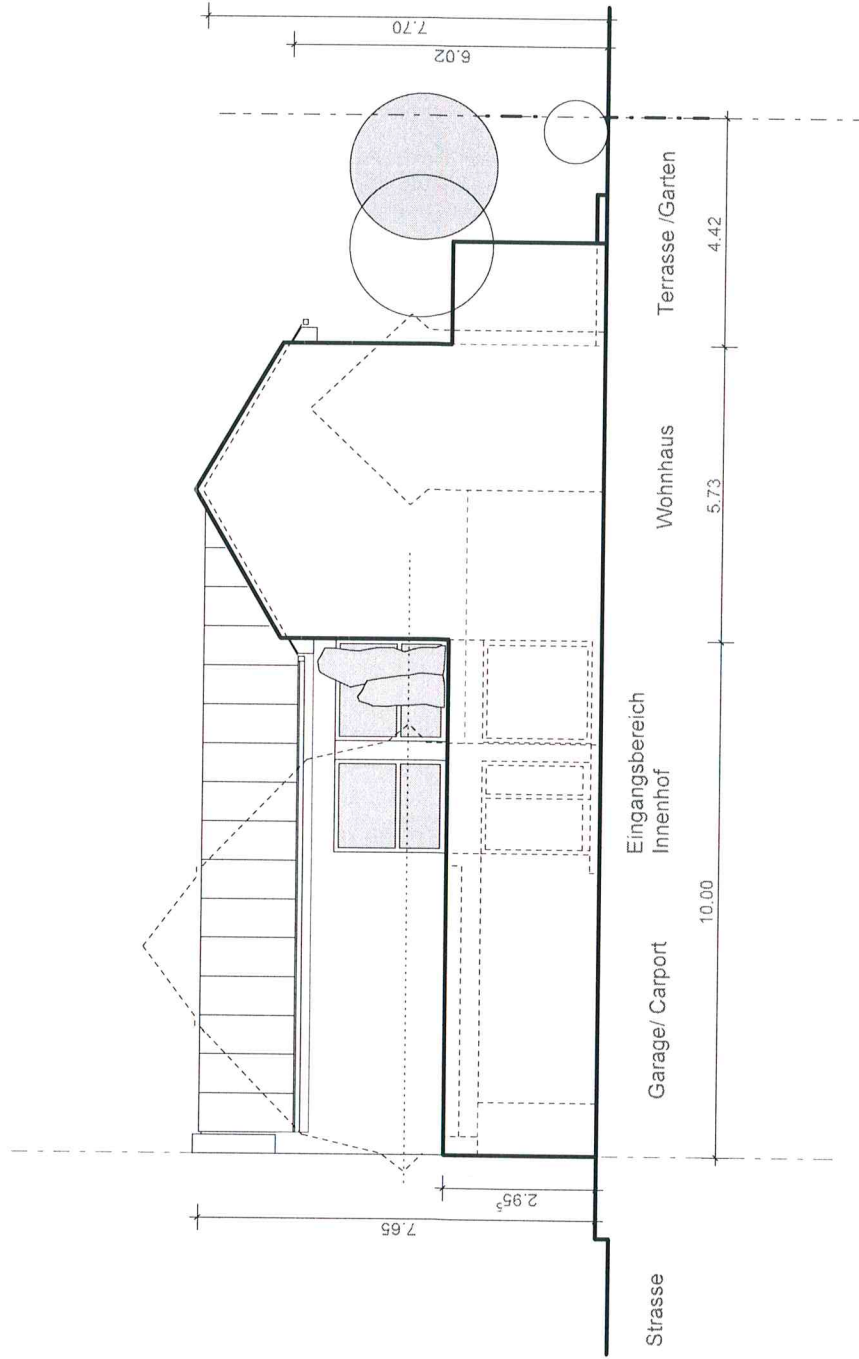 7.65
2.95⁵
6.02
7.70
Strasse
Garage/ Carport
Eingangsbereich
Innenhof
Wohnhaus
Terrasse /Garten
10.00
5.73
4.42